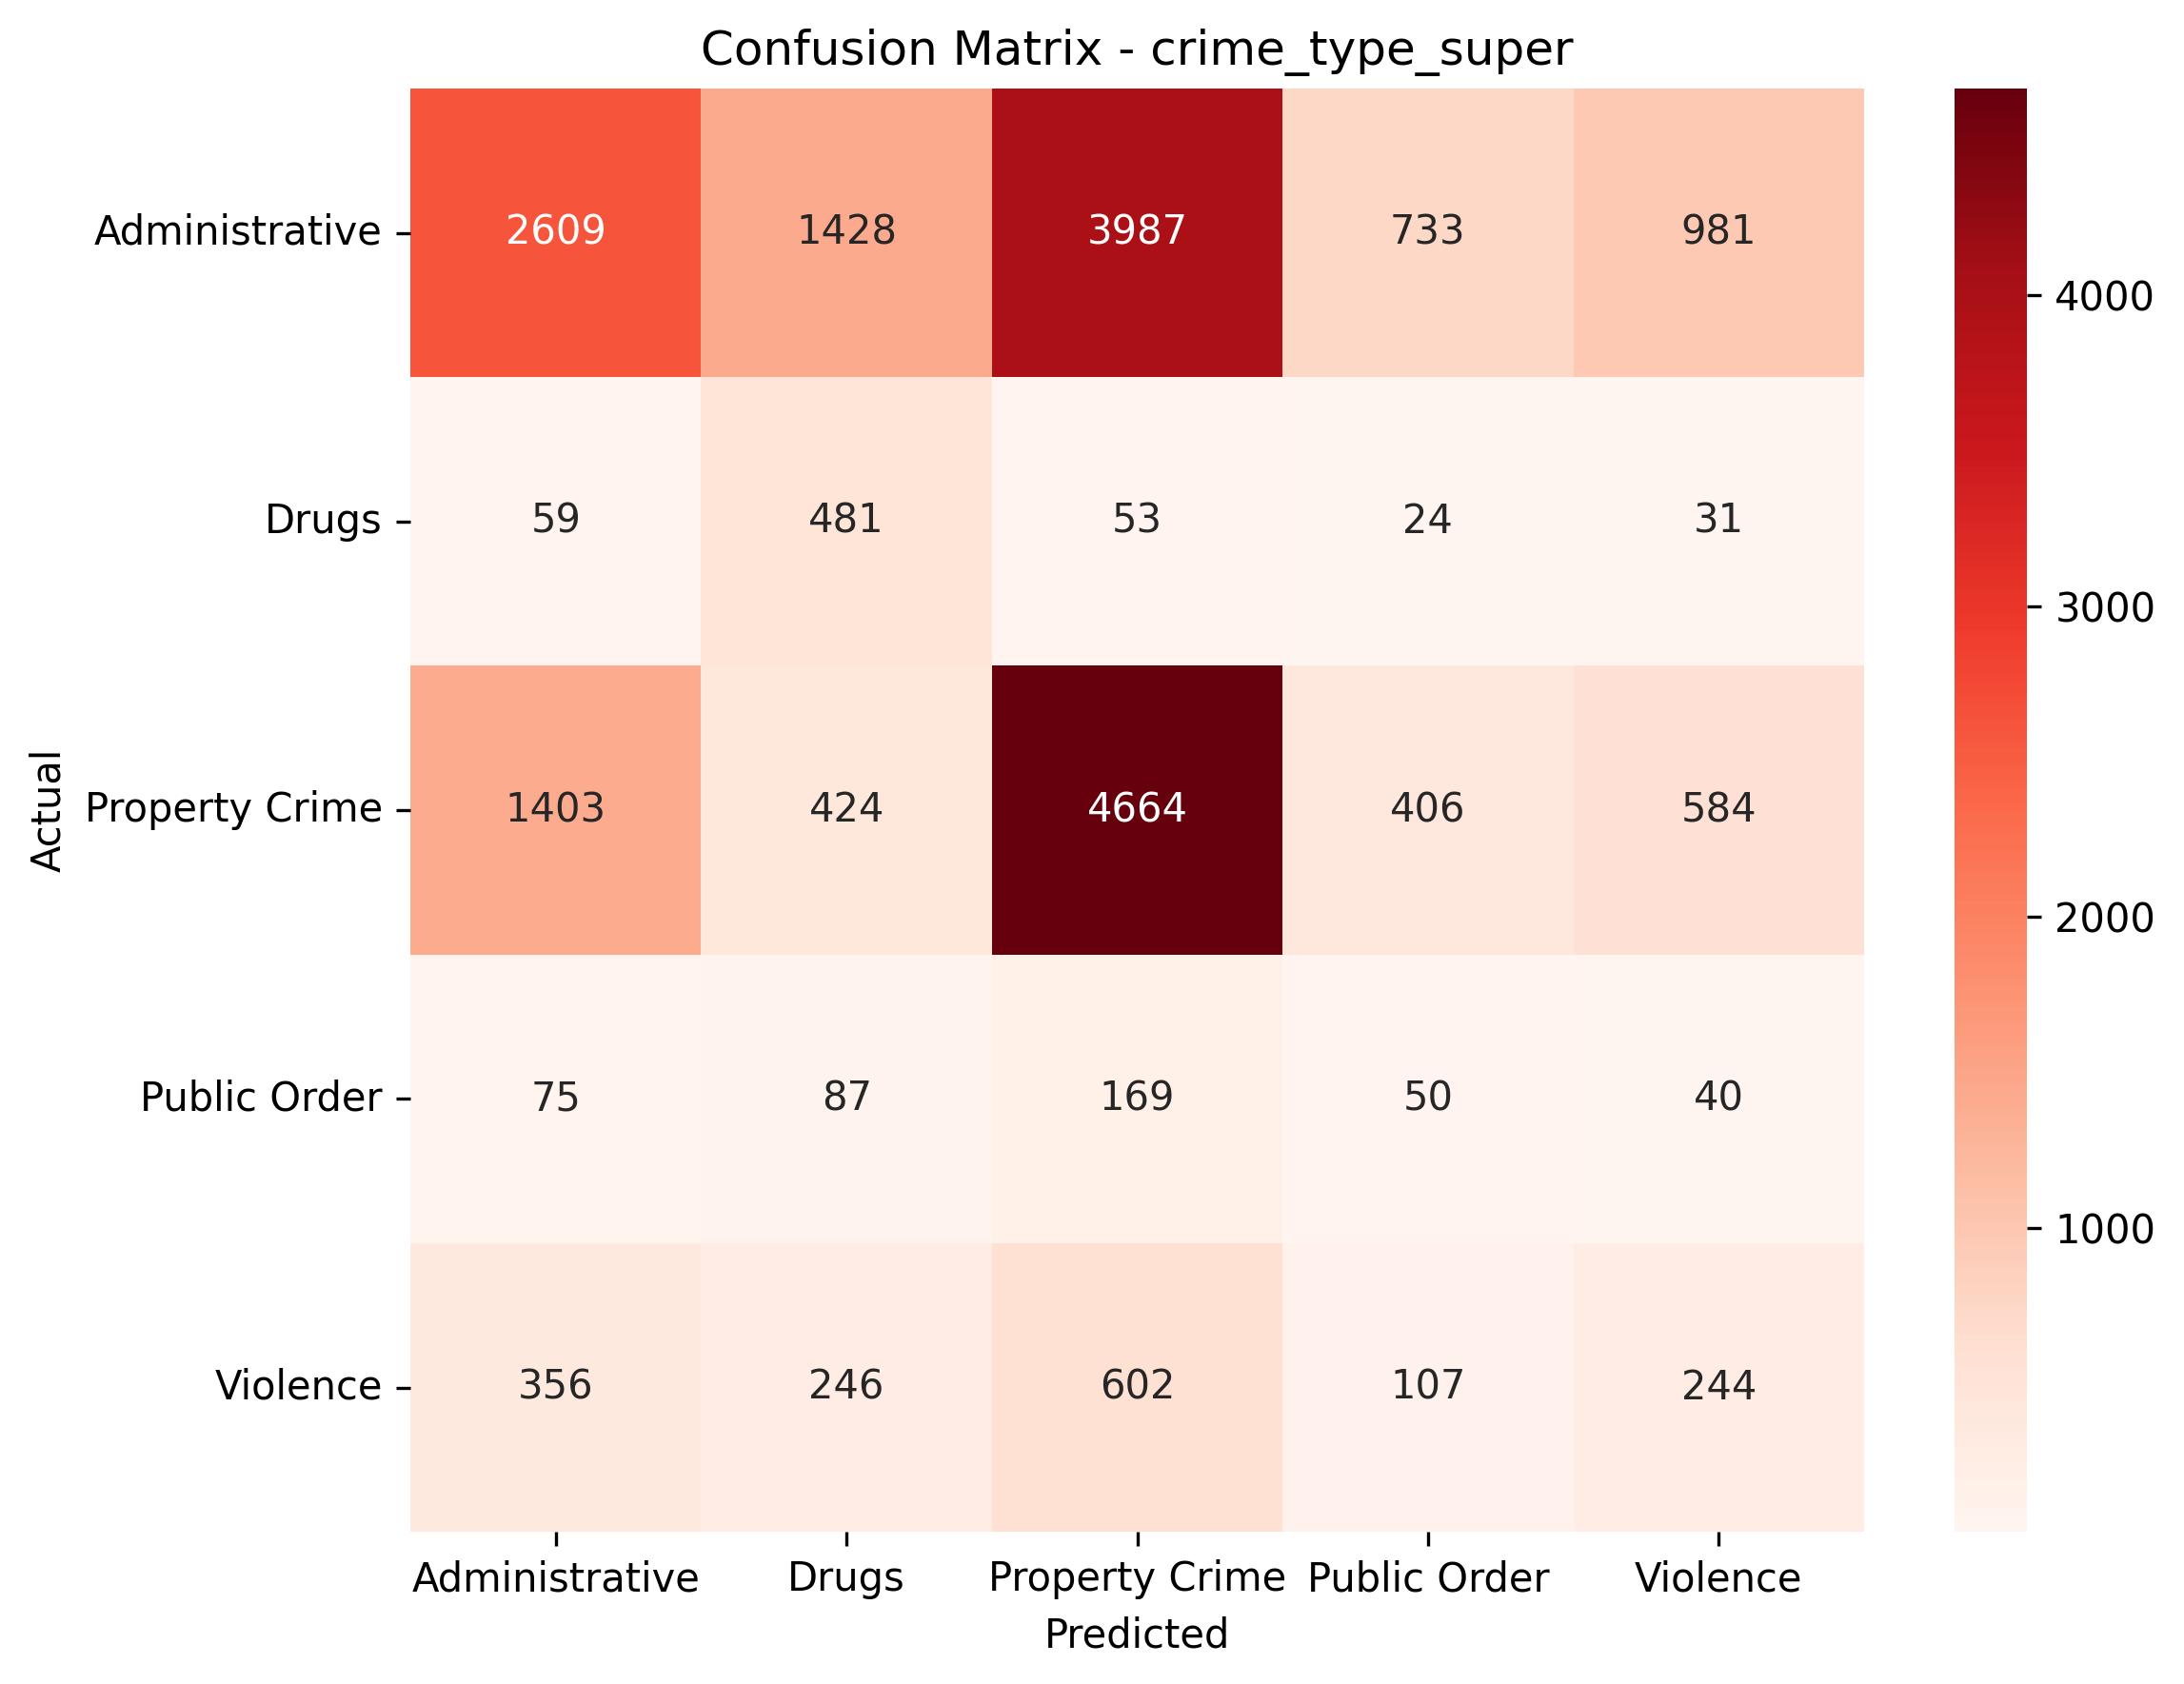 Confusion Matrix - crime_type_super
Administrative 2609 1428 3987 733 981
Drugs 59 481 53 24 31
Property Crime 1403 424 4664 406 584
Public Order 75 87 169 50 40
Violence 356 246 602 107 244
Actual
Administrative Drugs Property Crime Public Order Violence
Predicted
4000
3000
2000
1000